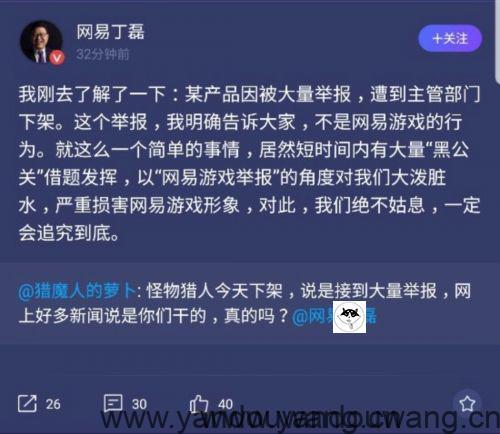 网易丁磊
32分钟前
+关注
我刚去了解了一下：某产品因被大量举报，遭到主管部门
下架。这个举报，我明确告诉大家，不是网易游戏的行
为。就这么一个简单的事情，居然短时间内有大量“黑公
关”借题发挥，以“网易游戏举报”的角度对我们大泼脏
水，严重损害网易游戏形象，对此，我们绝不姑息，一定
会追究到底。
@猎魔人的萝卜: 怪物猎人今天下架，说是接到大量举报，网
上好多新闻说是你们干的，真的吗？@网易 磊
26
30
40